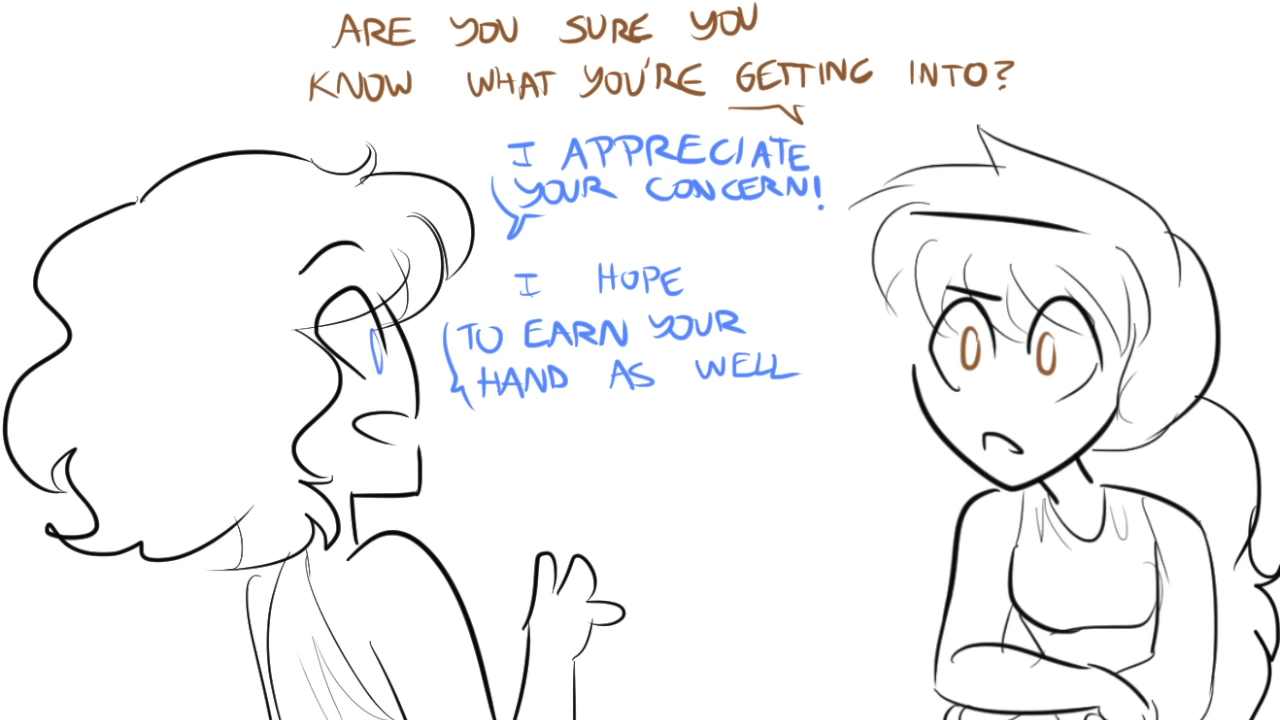 ARE YOU SURE YOU
KNOW WHAT YOU'RE GETTING INTO?
I APPRECIATE
YOUR CONCERN!
I HOPE
TO EARN YOUR
HAND AS WELL